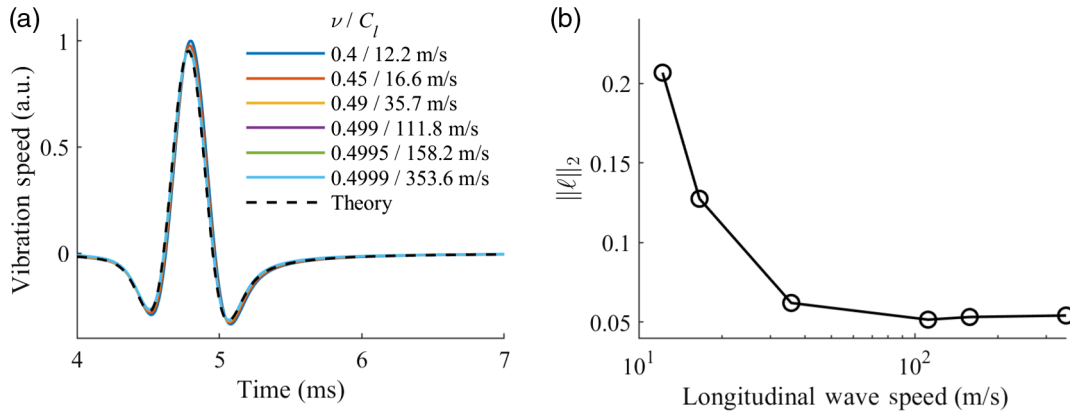 (a)
ν / C_l
0.4 / 12.2 m/s
0.45 / 16.6 m/s
0.49 / 35.7 m/s
0.499 / 111.8 m/s
0.4995 / 158.2 m/s
0.4999 / 353.6 m/s
Theory
Vibration speed (a.u.)
1
0.5
0
4
5
6
7
Time (ms)
(b)
‖ℓ‖₂
0.2
0.15
0.1
0.05
10¹
10²
Longitudinal wave speed (m/s)